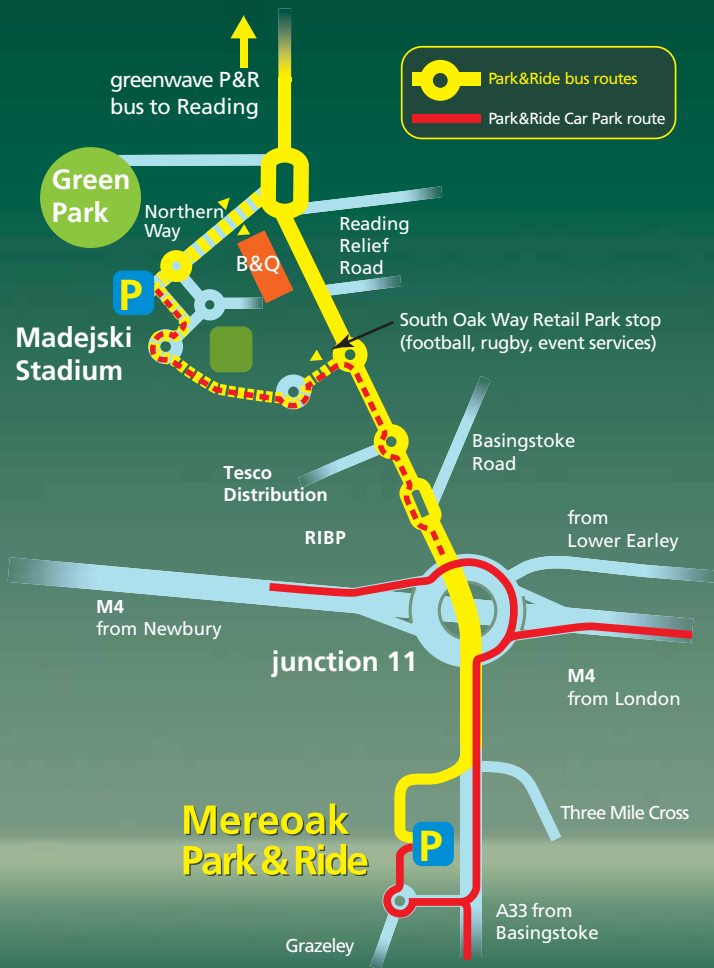 greenwave P&R
bus to Reading
Park&Ride bus routes
Park&Ride Car Park route
Green
Park
Northern
Way
Reading
Relief
Road
B&Q
P
Madejski
Stadium
South Oak Way Retail Park stop
(football, rugby, event services)
Basingstoke
Road
Tesco
Distribution
RIBP
from
Lower Earley
M4
from Newbury
junction 11
M4
from London
Three Mile Cross
Mereoak
Park & Ride
P
A33 from
Basingstoke
Grazeley